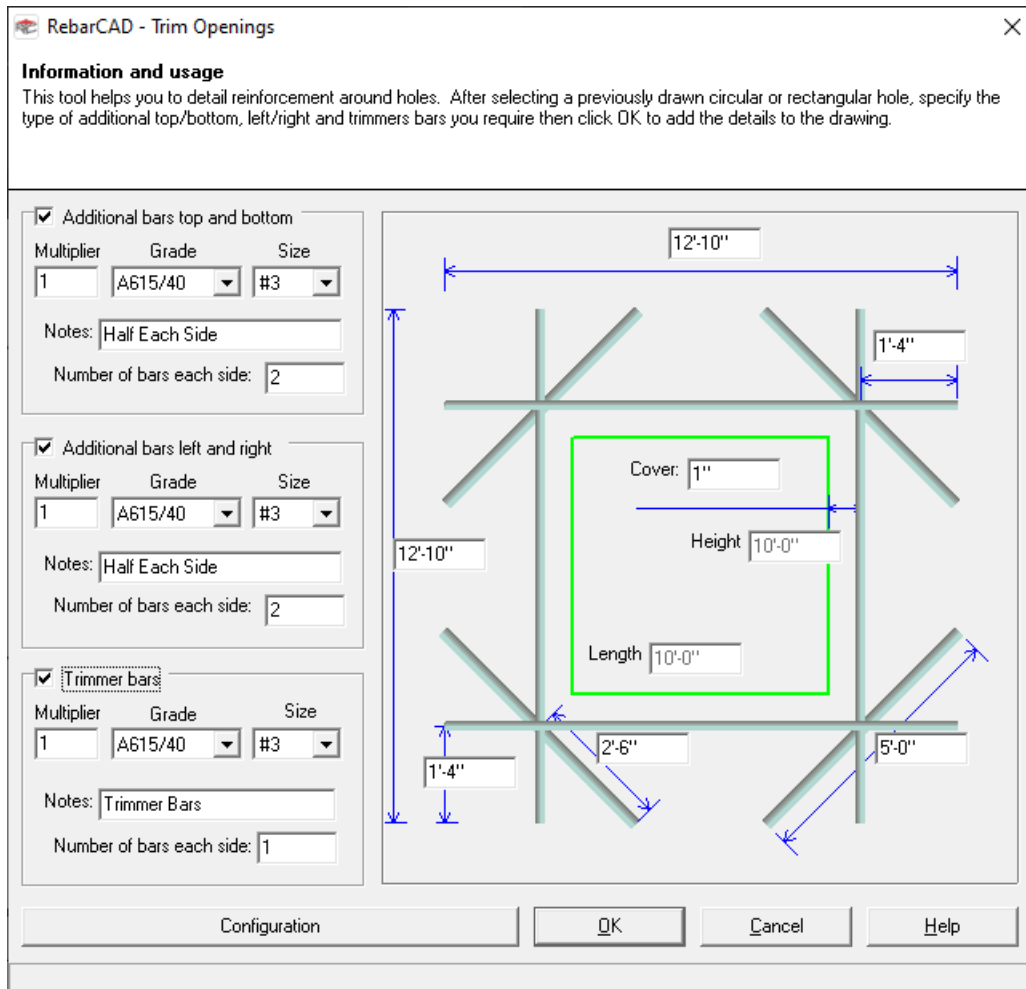 RebarCAD - Trim Openings
Information and usage
This tool helps you to detail reinforcement around holes.  After selecting a previously drawn circular or rectangular hole, specify the
type of additional top/bottom, left/right and trimmers bars you require then click OK to add the details to the drawing.
Additional bars top and bottom
Multiplier Grade Size
1 A615/40 #3
Notes: Half Each Side
Number of bars each side: 2
Additional bars left and right
Multiplier Grade Size
1 A615/40 #3
Notes: Half Each Side
Number of bars each side: 2
Trimmer bars
Multiplier Grade Size
1 A615/40 #3
Notes: Trimmer Bars
Number of bars each side: 1
12'-10"
1'-4"
Cover: 1"
12'-10"
Height 10'-0"
Length 10'-0"
2'-6"
5'-0"
1'-4"
Configuration
OK
Cancel
Help